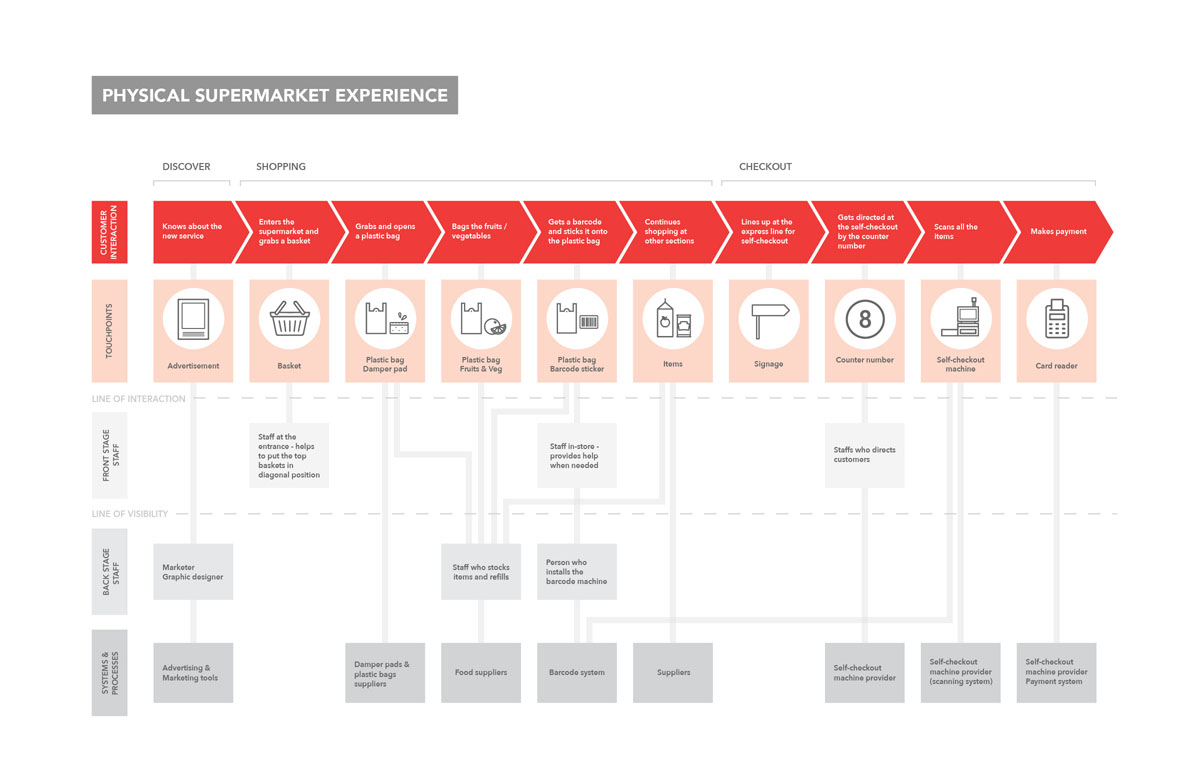 PHYSICAL SUPERMARKET EXPERIENCE
DISCOVER
SHOPPING
CHECKOUT
CUSTOMER
INTERACTION
Knows about the
new service
Enters the
supermarket and
grabs a basket
Grabs and opens
a plastic bag
Bags the fruits /
vegetables
Gets a barcode
and sticks it onto
the plastic bag
Continues
shopping at
other sections
Lines up at the
express line for
self-checkout
Gets directed at
the self-checkout
by the counter
number
Scans all the
items
Makes payment
TOUCHPOINTS
Advertisement
Basket
Plastic bag
Damper pad
Plastic bag
Fruits & Veg
Plastic bag
Barcode sticker
Items
Signage
8
Counter number
Self-checkout
machine
Card reader
LINE OF INTERACTION
FRONT STAGE
STAFF
Staff at the
entrance - helps
to put the top
baskets in
diagonal position
Staff in-store -
provides help
when needed
Staffs who directs
customers
LINE OF VISIBILITY
BACK STAGE
STAFF
Marketer
Graphic designer
Staff who stocks
items and refills
Person who
installs the
barcode machine
SYSTEMS &
PROCESSES
Advertising &
Marketing tools
Damper pads &
plastic bags
suppliers
Food suppliers
Barcode system
Suppliers
Self-checkout
machine provider
Self-checkout
machine provider
(scanning system)
Self-checkout
machine provider
Payment system